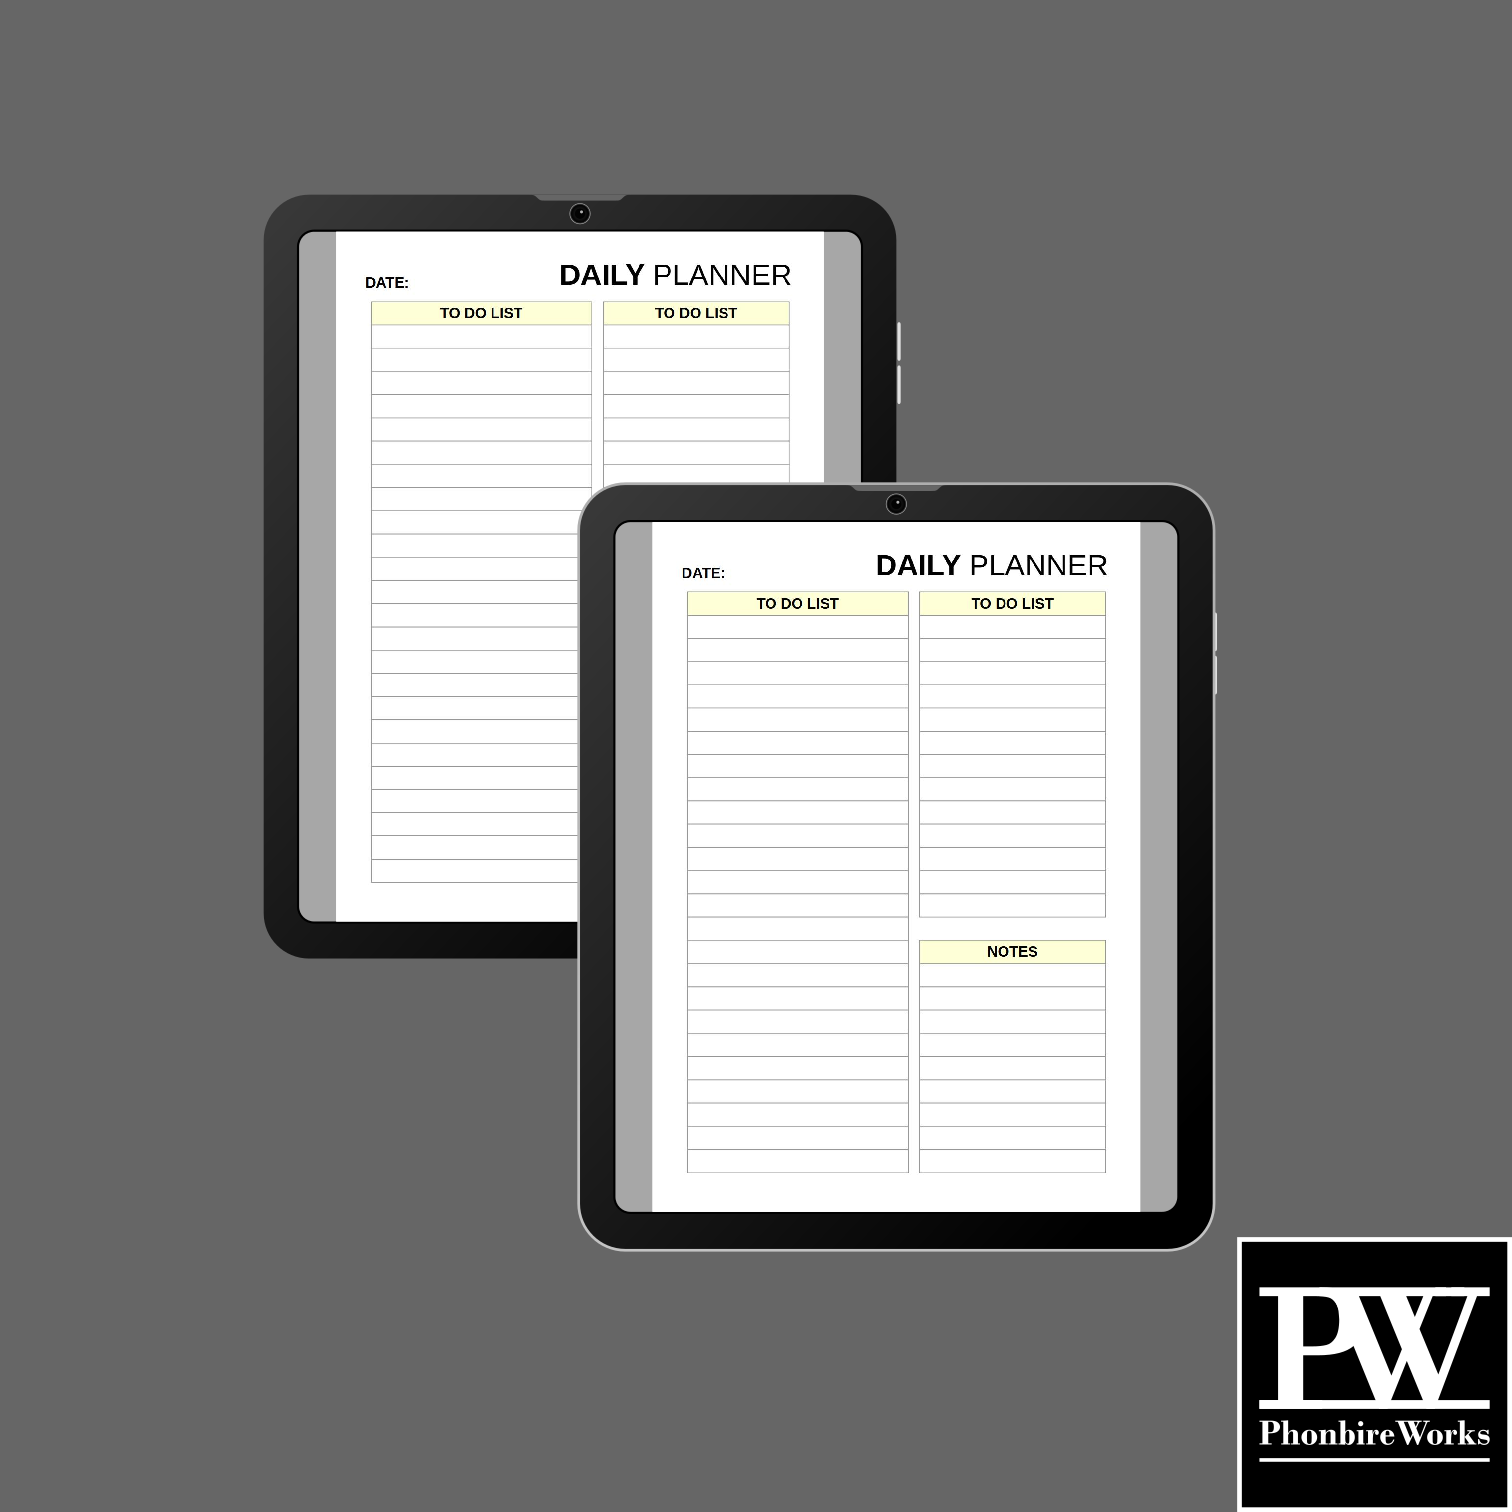 DATE:
DAILY PLANNER
TO DO LIST
TO DO LIST
DATE:
DAILY PLANNER
TO DO LIST
TO DO LIST
NOTES
PW
PhonbireWorks